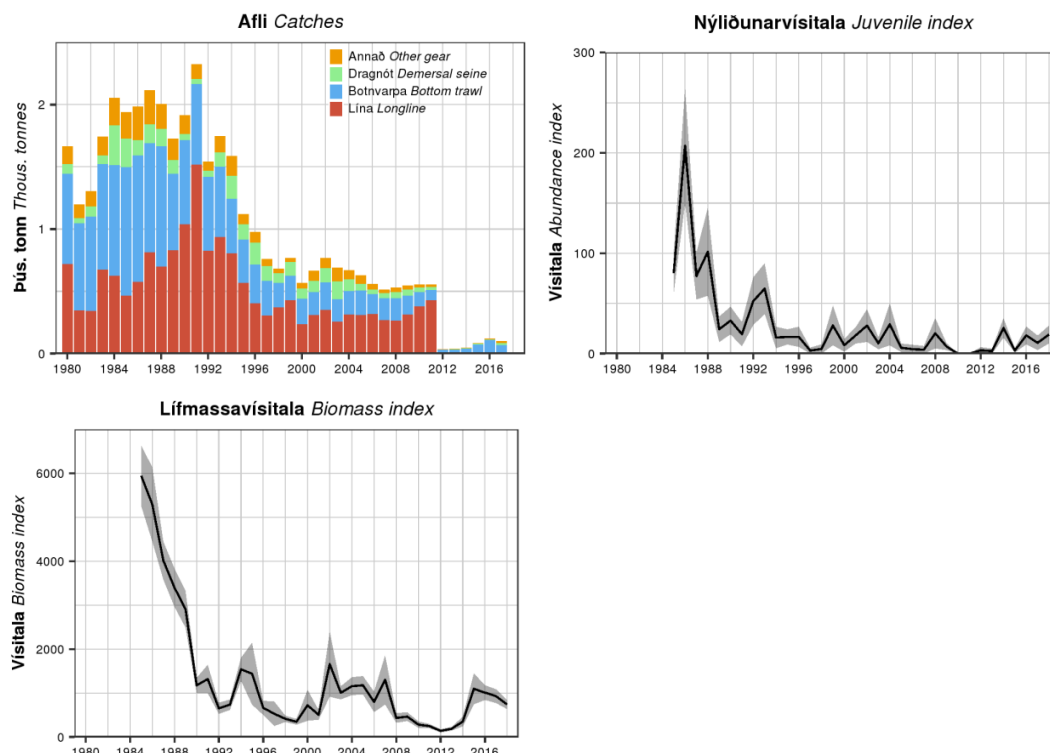 Afli Catches
Annað Other gear
Dragnót Demersal seine
Botnvarpa Bottom trawl
Lína Longline
Þús. tonn Thous. tonnes
2
1
0
1980 1984 1988 1992 1996 2000 2004 2008 2012 2016
Nýliðunarvísitala Juvenile index
Vísitala Abundance index
300
200
100
0
1980 1984 1988 1992 1996 2000 2004 2008 2012 2016
Lífmassavísitala Biomass index
Vísitala Biomass index
6000
4000
2000
0
1980 1984 1988 1992 1996 2000 2004 2008 2012 2016